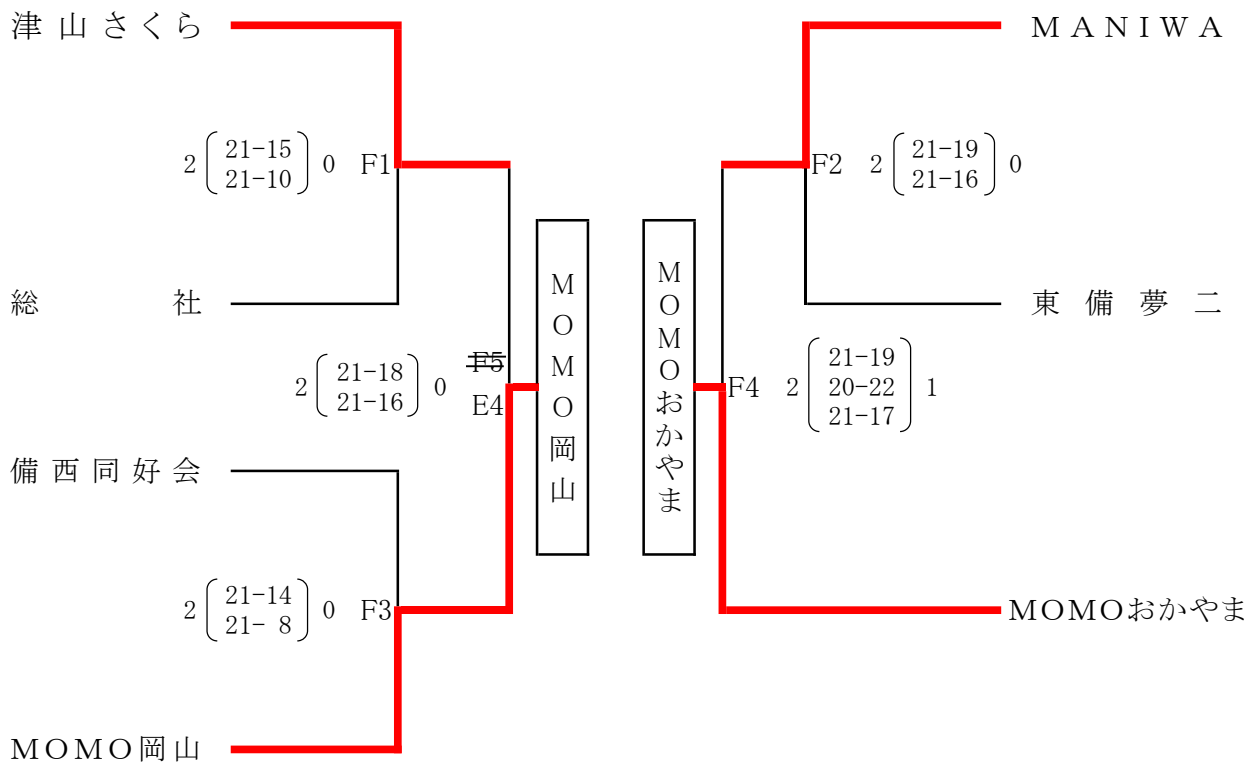 津山さくら
MANIWA
2 21-15 0 F1
21-10
F2 2 21-19 0
21-16
総社
東備夢二
MOMO岡山
MOMOおかやま
2 21-18 0 F5
21-16 E4
F4 2 21-19 1
20-22
21-17
備西同好会
2 21-14 0 F3
21- 8
MOMOおかやま
MOMO岡山